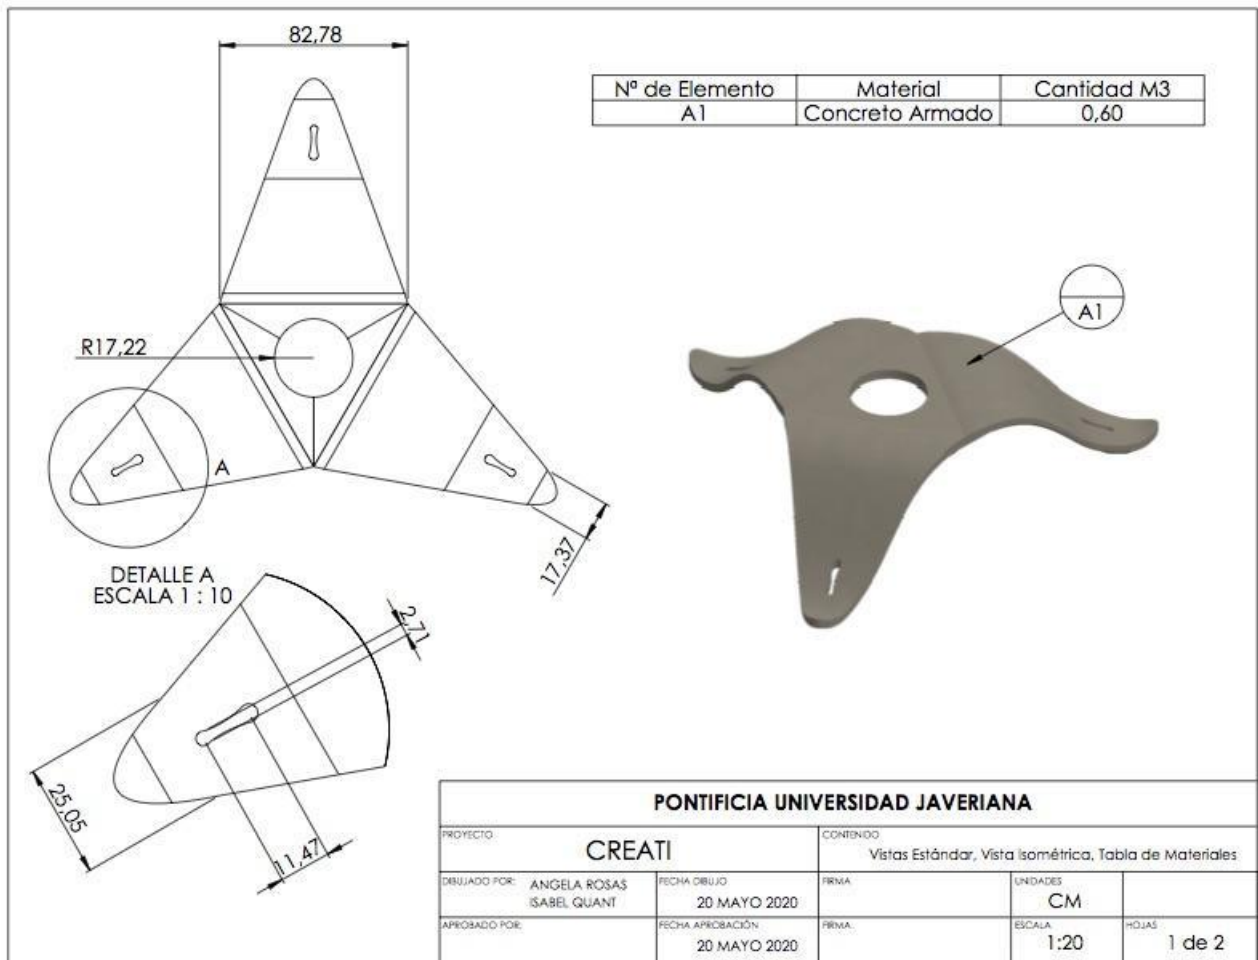 82,78
Nª de Elemento Material Cantidad M3
A1 Concreto Armado 0,60
A1
R17,22
A
17,37
DETALLE A
ESCALA 1 : 10
2,71
25,05
11,47
PONTIFICIA UNIVERSIDAD JAVERIANA
PROYECTO CONTENIDO
CREATI Vistas Estándar, Vista Isométrica, Tabla de Materiales
DIBUJADO POR: ANGELA ROSAS FECHA DIBUJO FIRMA UNIDADES
ISABEL QUANT 20 MAYO 2020 CM
APROBADO POR: FECHA APROBACIÓN FIRMA ESCALA HOJAS
20 MAYO 2020 1:20 1 de 2